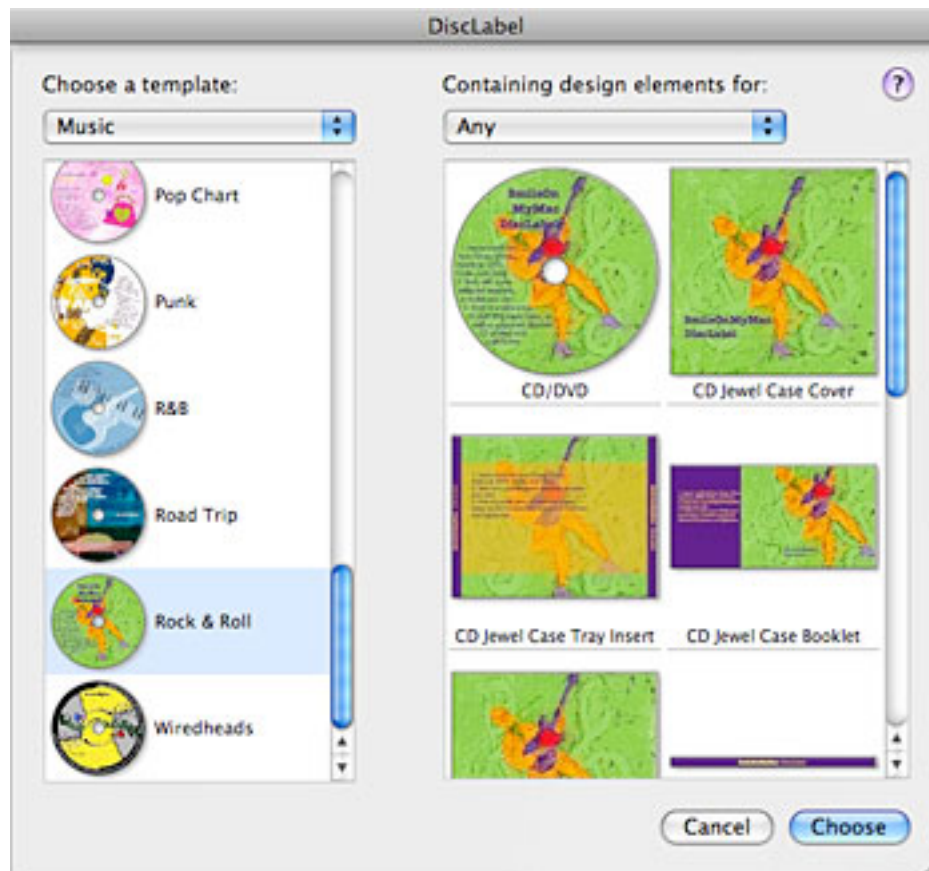 DiscLabel
Choose a template:
Music
Pop Chart
Punk
R&B
Road Trip
Rock & Roll
Wiredheads
Containing design elements for:
?
Any
SmileOn
MyMac
DiscLabel
CD/DVD
SmileOnMyMac
DiscLabel
CD Jewel Case Cover
CD Jewel Case Tray Insert
CD Jewel Case Booklet
Cancel
Choose